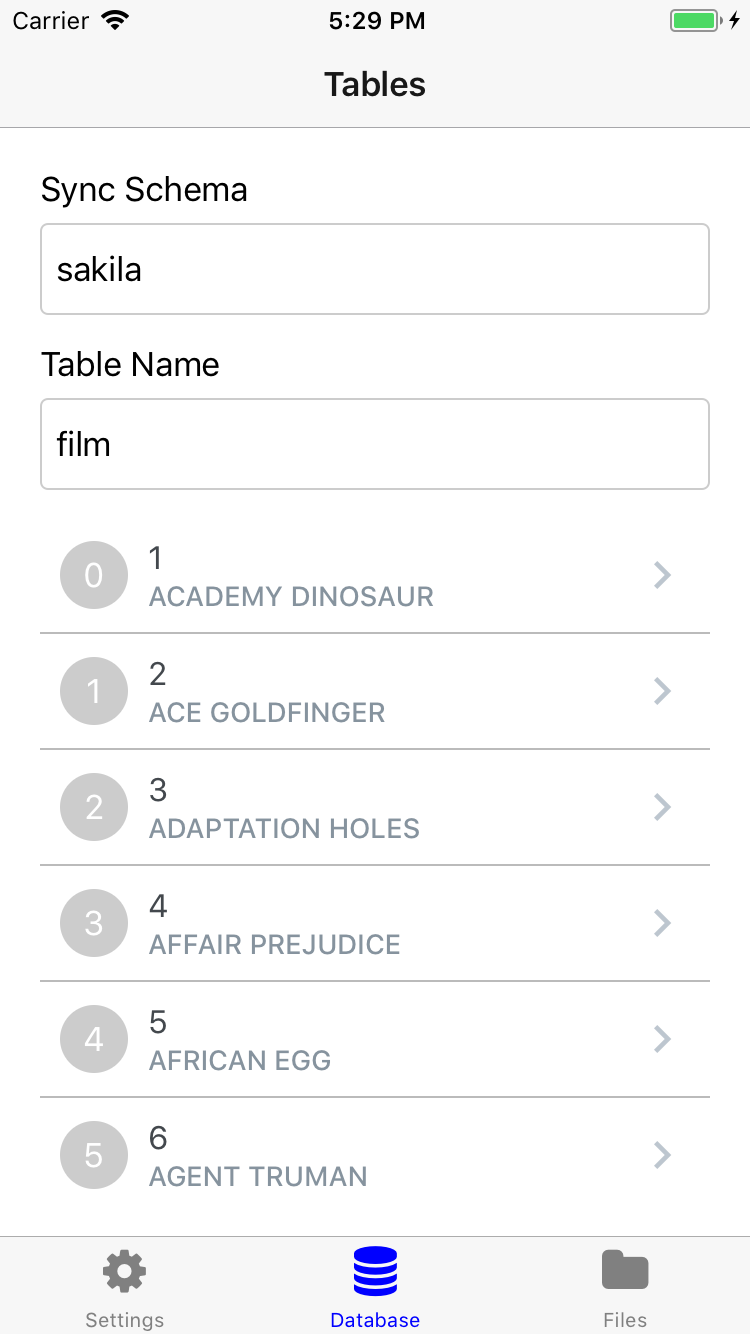 Carrier 5:29 PM
Tables
Sync Schema
sakila
Table Name
film
0
1
ACADEMY DINOSAUR
1
2
ACE GOLDFINGER
2
3
ADAPTATION HOLES
3
4
AFFAIR PREJUDICE
4
5
AFRICAN EGG
5
6
AGENT TRUMAN
Settings Database Files